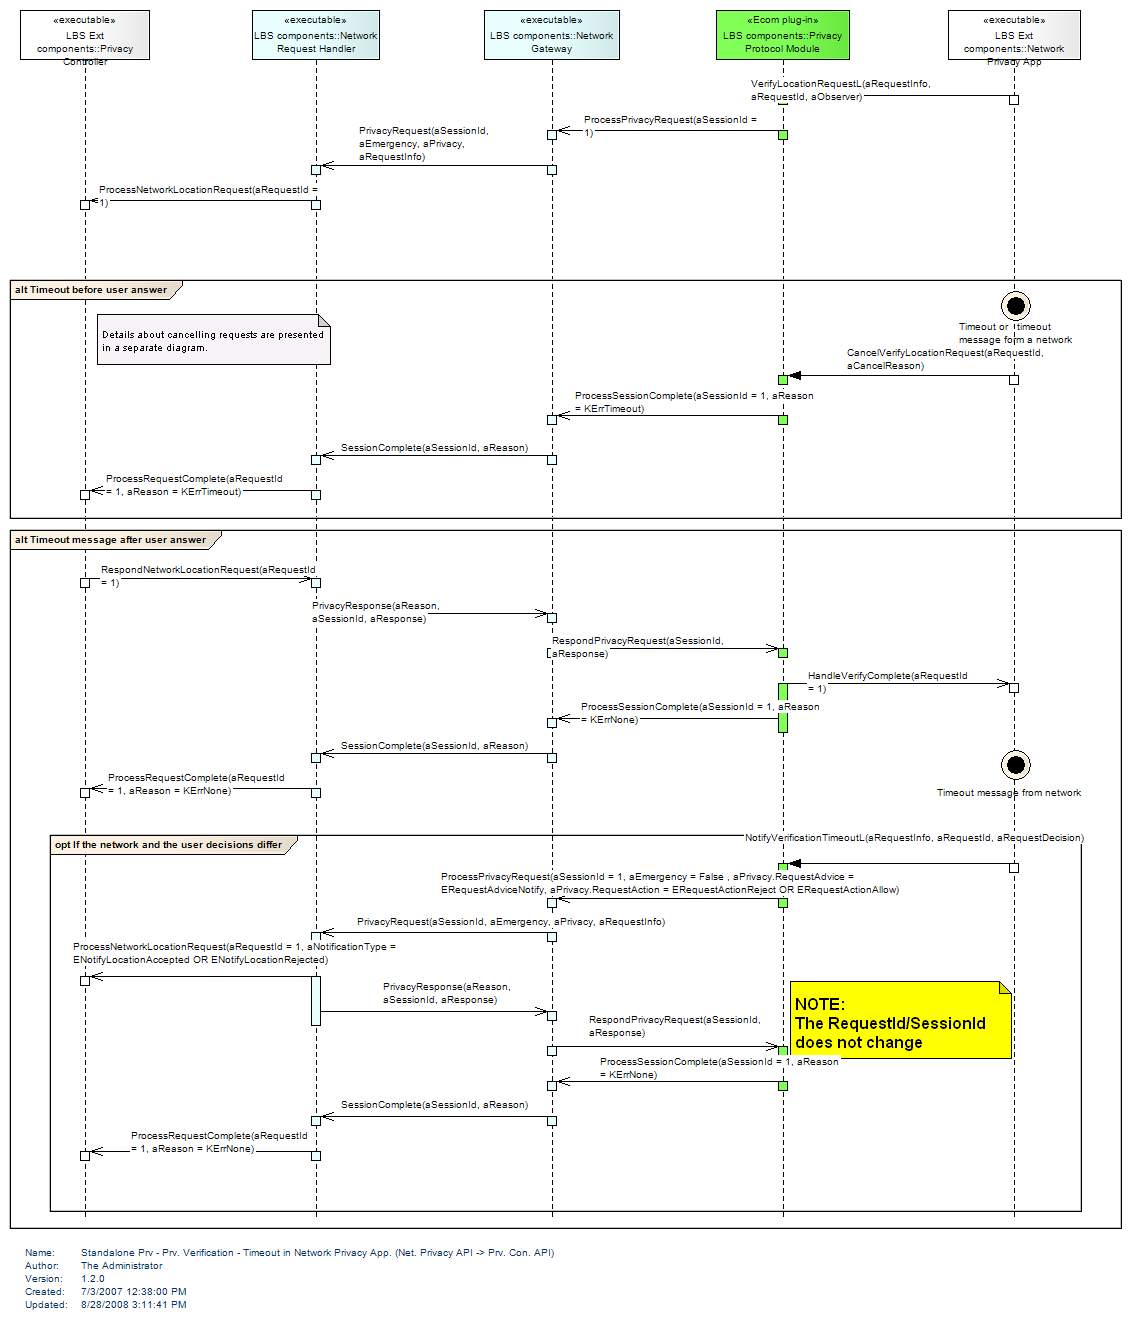 «executable»
LBS Ext
components::Privacy
Controller
«executable»
LBS components::Network
Request Handler
«executable»
LBS components::Network
Gateway
«Ecom plug-in»
LBS components::Privacy
Protocol Module
«executable»
LBS Ext
components::Network
Privacy App
VerifyLocationRequestL(aRequestInfo,
aRequestId, aObserver)
ProcessPrivacyRequest(aSessionId =
1)
PrivacyRequest(aSessionId,
aEmergency, aPrivacy,
aRequestInfo)
ProcessNetworkLocationRequest(aRequestId =
1)
alt Timeout before user answer
Details about cancelling requests are presented
in a separate diagram.
Timeout or timeout
message form a network
CancelVerifyLocationRequest(aRequestId,
aCancelReason)
ProcessSessionComplete(aSessionId = 1, aReason
= KErrTimeout)
SessionComplete(aSessionId, aReason)
ProcessRequestComplete(aRequestId
= 1, aReason = KErrTimeout)
alt Timeout message after user answer
RespondNetworkLocationRequest(aRequestId
= 1)
PrivacyResponse(aReason,
aSessionId, aResponse)
RespondPrivacyRequest(aSessionId,
aResponse)
HandleVerifyComplete(aRequestId
= 1)
ProcessSessionComplete(aSessionId = 1, aReason
= KErrNone)
SessionComplete(aSessionId, aReason)
ProcessRequestComplete(aRequestId
= 1, aReason = KErrNone)
Timeout message from network
opt If the network and the user decisions differ
NotifyVerificationTimeoutL(aRequestInfo, aRequestId, aRequestDecision)
ProcessPrivacyRequest(aSessionId = 1, aEmergency = False , aPrivacy.RequestAdvice =
ERequestAdviceNotify, aPrivacy.RequestAction = ERequestActionReject OR ERequestActionAllow)
PrivacyRequest(aSessionId, aEmergency, aPrivacy, aRequestInfo)
ProcessNetworkLocationRequest(aRequestId = 1, aNotificationType =
ENotifyLocationAccepted OR ENotifyLocationRejected)
PrivacyResponse(aReason,
aSessionId, aResponse)
NOTE:
The RequestId/SessionId
does not change
RespondPrivacyRequest(aSessionId,
aResponse)
ProcessSessionComplete(aSessionId = 1, aReason
= KErrNone)
SessionComplete(aSessionId, aReason)
ProcessRequestComplete(aRequestId
= 1, aReason = KErrNone)
Name: Standalone Prv - Prv. Verification - Timeout in Network Privacy App. (Net. Privacy API -> Prv. Con. API)
Author: The Administrator
Version: 1.2.0
Created: 7/3/2007 12:38:00 PM
Updated: 8/28/2008 3:11:41 PM